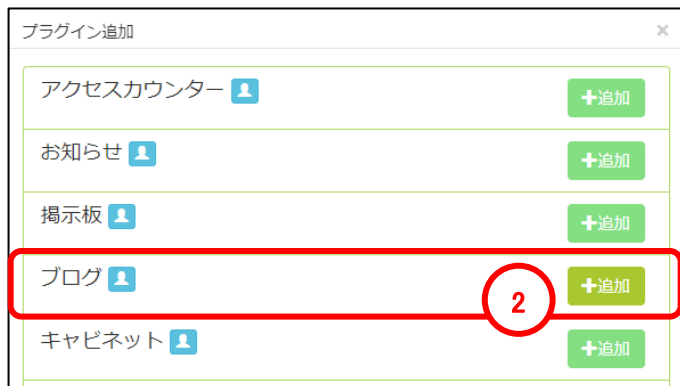 プラグイン追加 ×
アクセスカウンター +追加
お知らせ +追加
掲示板 +追加
ブログ 2 +追加
キャビネット +追加